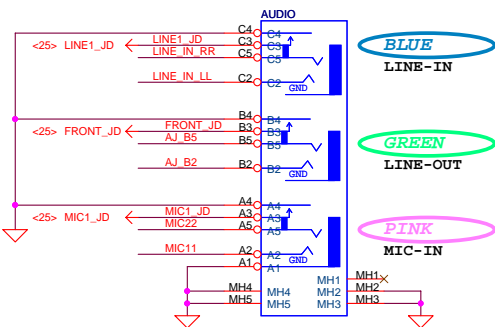 AUDIO
C4 C4
<25> LINE1_JD LINE1_JD C3 C3
LINE_IN_RR C5 C5
BLUE
LINE-IN
LINE_IN_LL C2 C2
GND
B4 B4
<25> FRONT_JD FRONT_JD B3 B3
AJ_B5 B5 B5
GREEN
LINE-OUT
AJ_B2 B2 B2
GND
A4 A4
<25> MIC1_JD MIC1_JD A3 A3
MIC22 A5 A5
PINK
MIC-IN
MIC11 A2 A2
GND
A1 A1
MH1 MH1
MH4 MH4 MH2 MH2
MH5 MH5 MH3 MH3